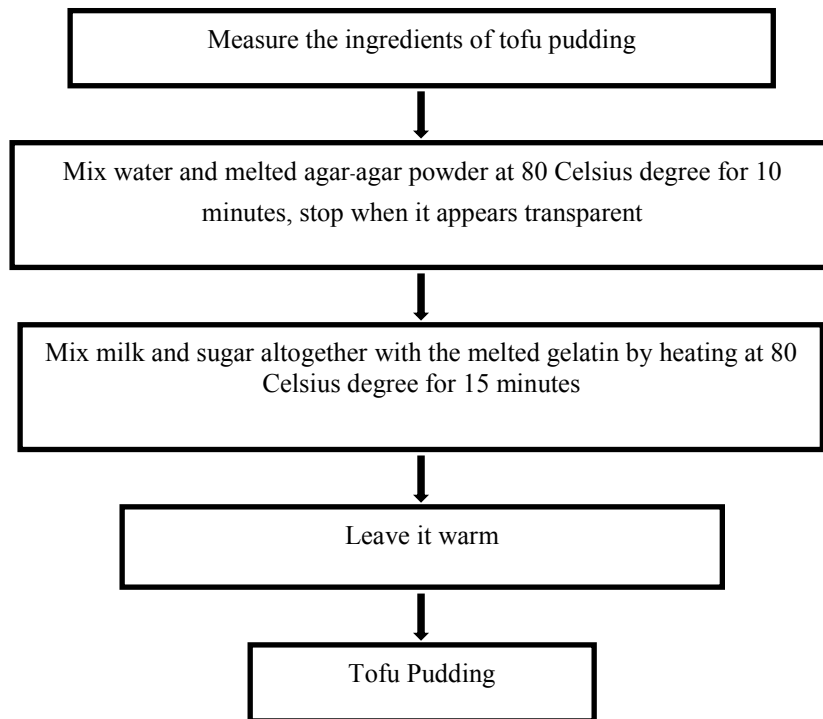 Measure the ingredients of tofu pudding
Mix water and melted agar-agar powder at 80 Celsius degree for 10
minutes, stop when it appears transparent
Mix milk and sugar altogether with the melted gelatin by heating at 80
Celsius degree for 15 minutes
Leave it warm
Tofu Pudding